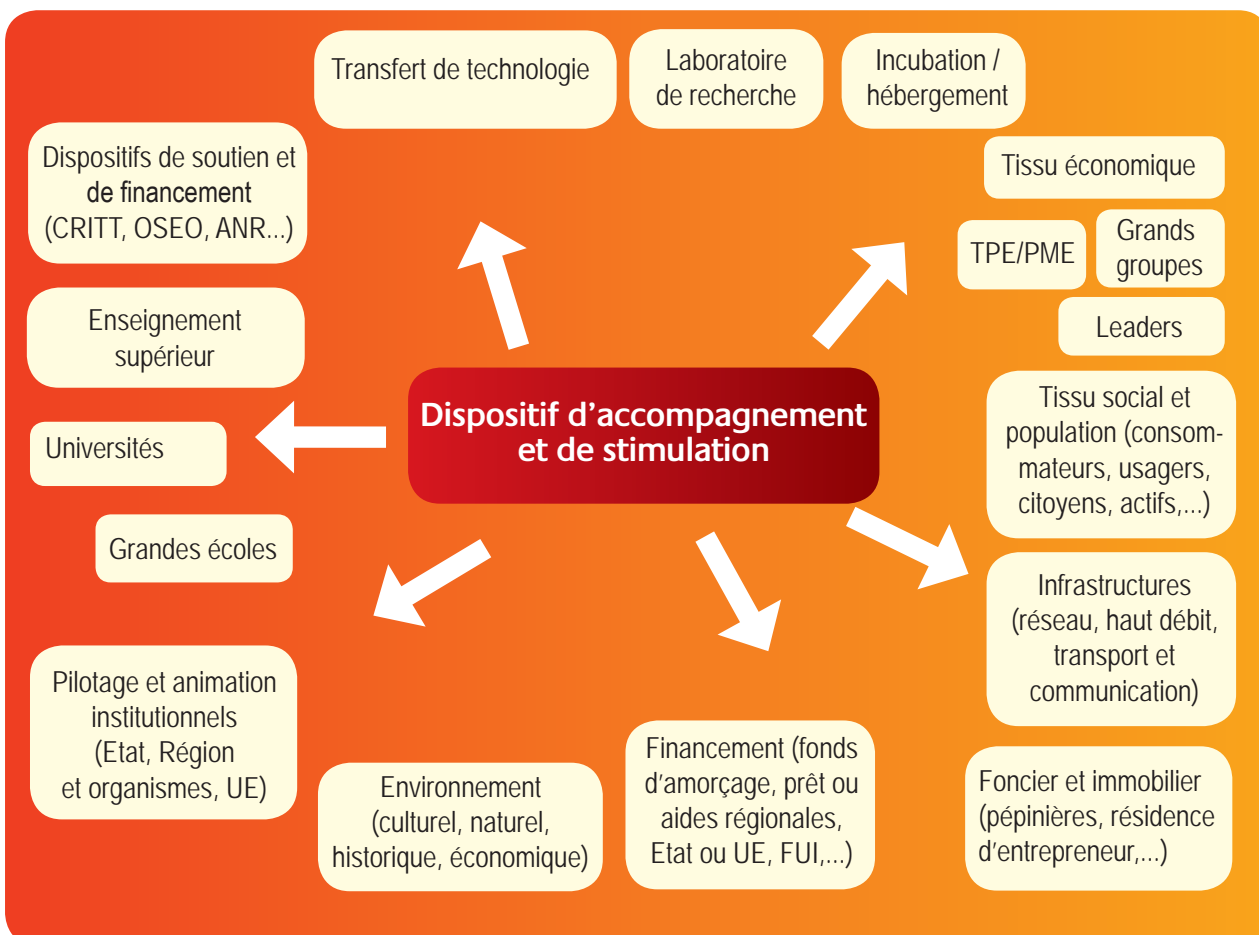 Transfert de technologie
Laboratoire
de recherche
Incubation /
hébergement
Dispositifs de soutien et
de financement
(CRITT, OSEO, ANR...)
Tissu économique
TPE/PME
Grands
groupes
Leaders
Enseignement
supérieur
Universités
Grandes écoles
Dispositif d'accompagnement
et de stimulation
Tissu social et
population (consom-
mateurs, usagers,
citoyens, actifs,...)
Infrastructures
(réseau, haut débit,
transport et
communication)
Pilotage et animation
institutionnels
(Etat, Région
et organismes, UE)
Environnement
(culturel, naturel,
historique, économique)
Financement (fonds
d'amorçage, prêt ou
aides régionales,
Etat ou UE, FUI,...)
Foncier et immobilier
(pépinières, résidence
d'entrepreneur,...)